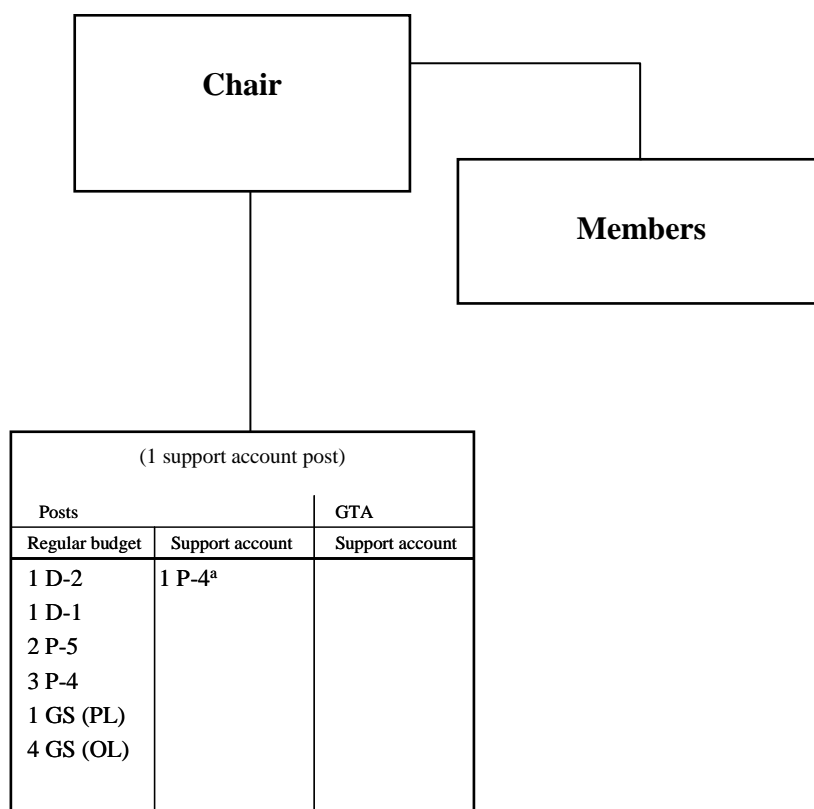 Chair
Members
(1 support account post)
Posts GTA
Regular budget Support account Support account
1 D-2 1 P-4ᵃ
1 D-1
2 P-5
3 P-4
1 GS (PL)
4 GS (OL)